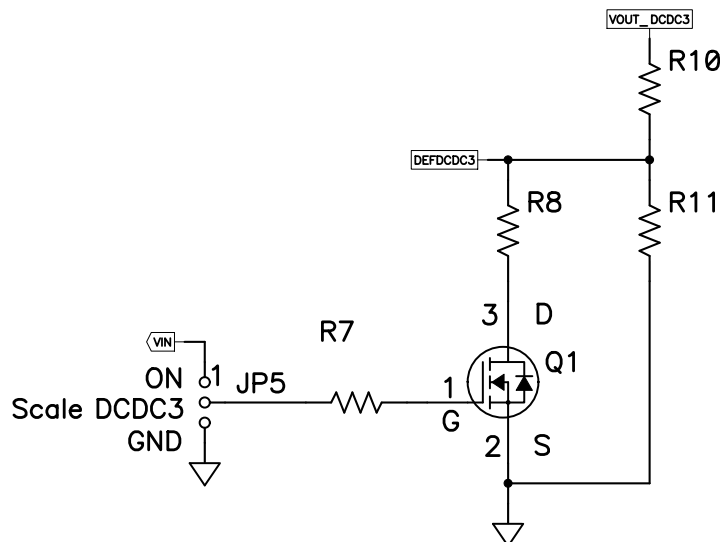 VOUT_DCDC3
R10
DEFDCDC3
R8
R11
3 D
R7
VIN
Q1
ON 1 JP5
1
Scale DCDC3
G
GND
2 S